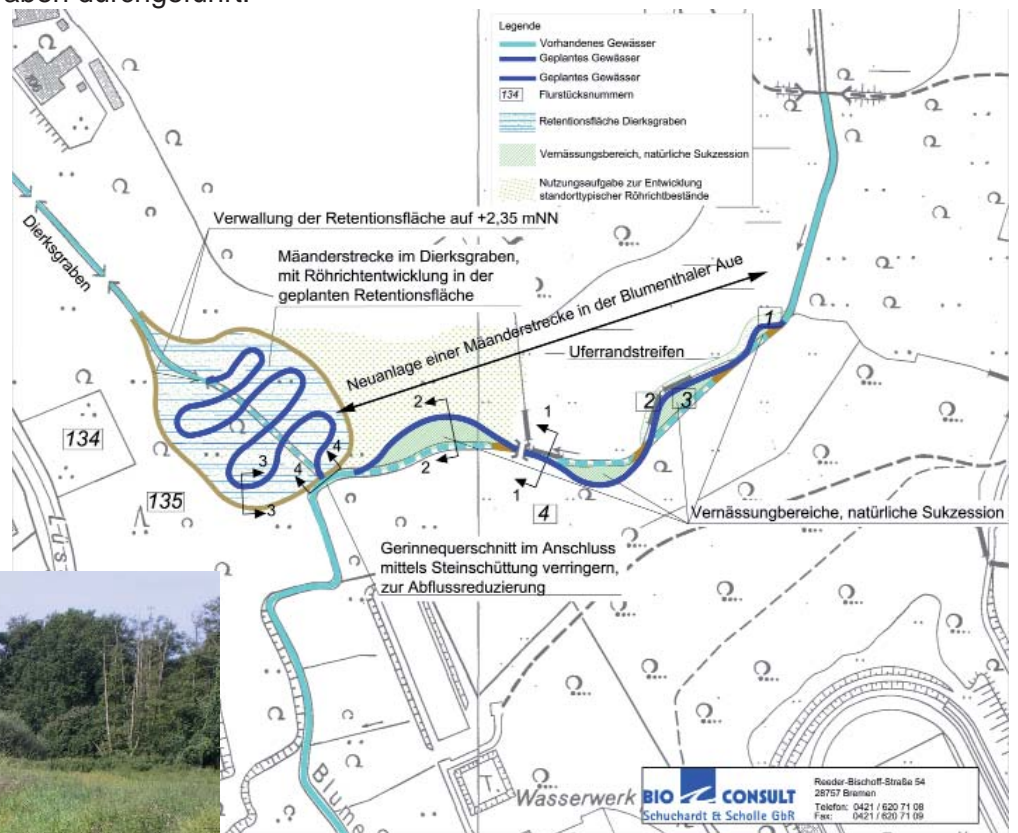 aben durchgeführt.
Legende
Vorhandenes Gewässer
Geplantes Gewässer
Geplantes Gewässer
134 Flurstücksnummern
Retentionsfläche Dierksgraben
Vernässungsbereich, natürliche Sukzession
Nutzungsaufgabe zur Entwicklung
standorttypischer Röhrichtbestände
Verwallung der Retentionsfläche auf +2,35 mNN
Dierksgraben
Mäanderstrecke im Dierksgraben,
mit Röhrichtentwicklung in der
geplanten Retentionsfläche
Neuanlage einer Mäanderstrecke in der Blumenthaler Aue
Uferrandstreifen
1
2
3
2
2
1
1
4
4
3
3
134
135
4
Vernässungbereiche, natürliche Sukzession
Gerinnequerschnitt im Anschluss
mittels Steinschüttung verringern,
zur Abflussreduzierung
Lüs
Blume
Wasserwerk
BIO CONSULT
Schuchardt & Scholle GbR
Reeder-Bischoff-Straße 54
28757 Bremen
Telefon: 0421 / 620 71 08
Fax: 0421 / 620 71 09